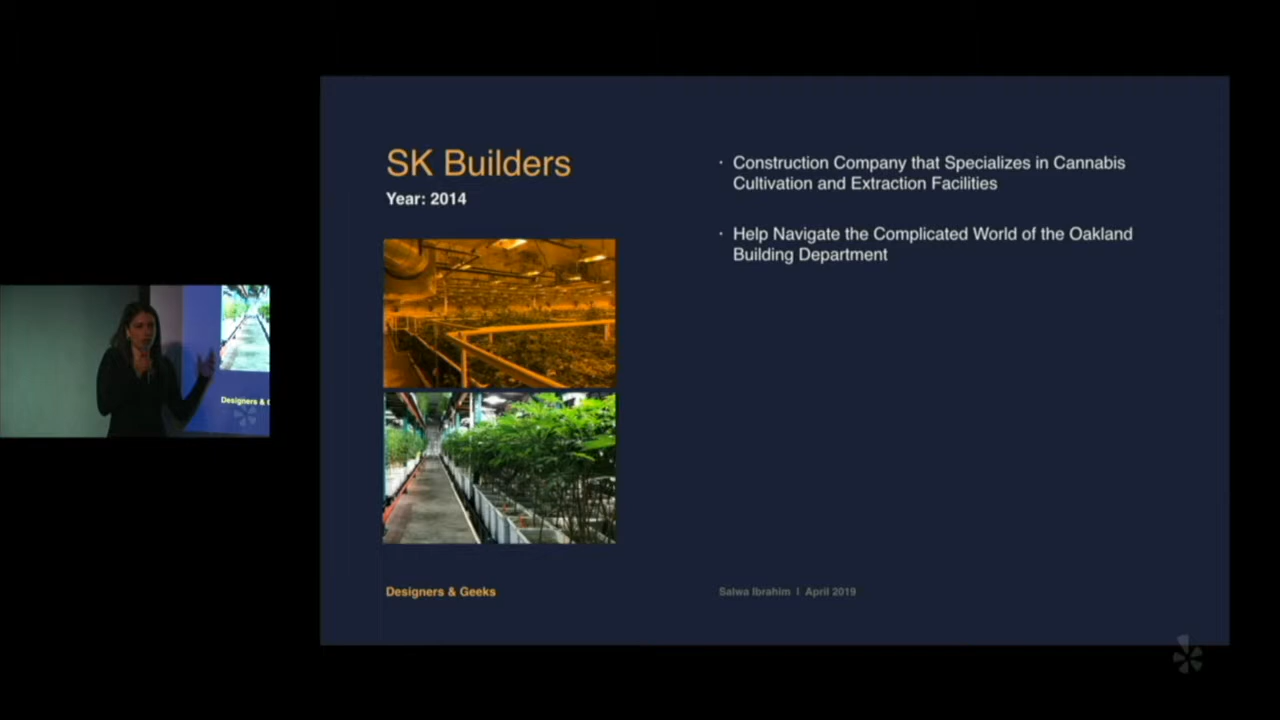 SK Builders
Year: 2014
· Construction Company that Specializes in Cannabis
Cultivation and Extraction Facilities
· Help Navigate the Complicated World of the Oakland
Building Department
Designers & Geeks
Salwa Ibrahim | April 2019
Designers & G